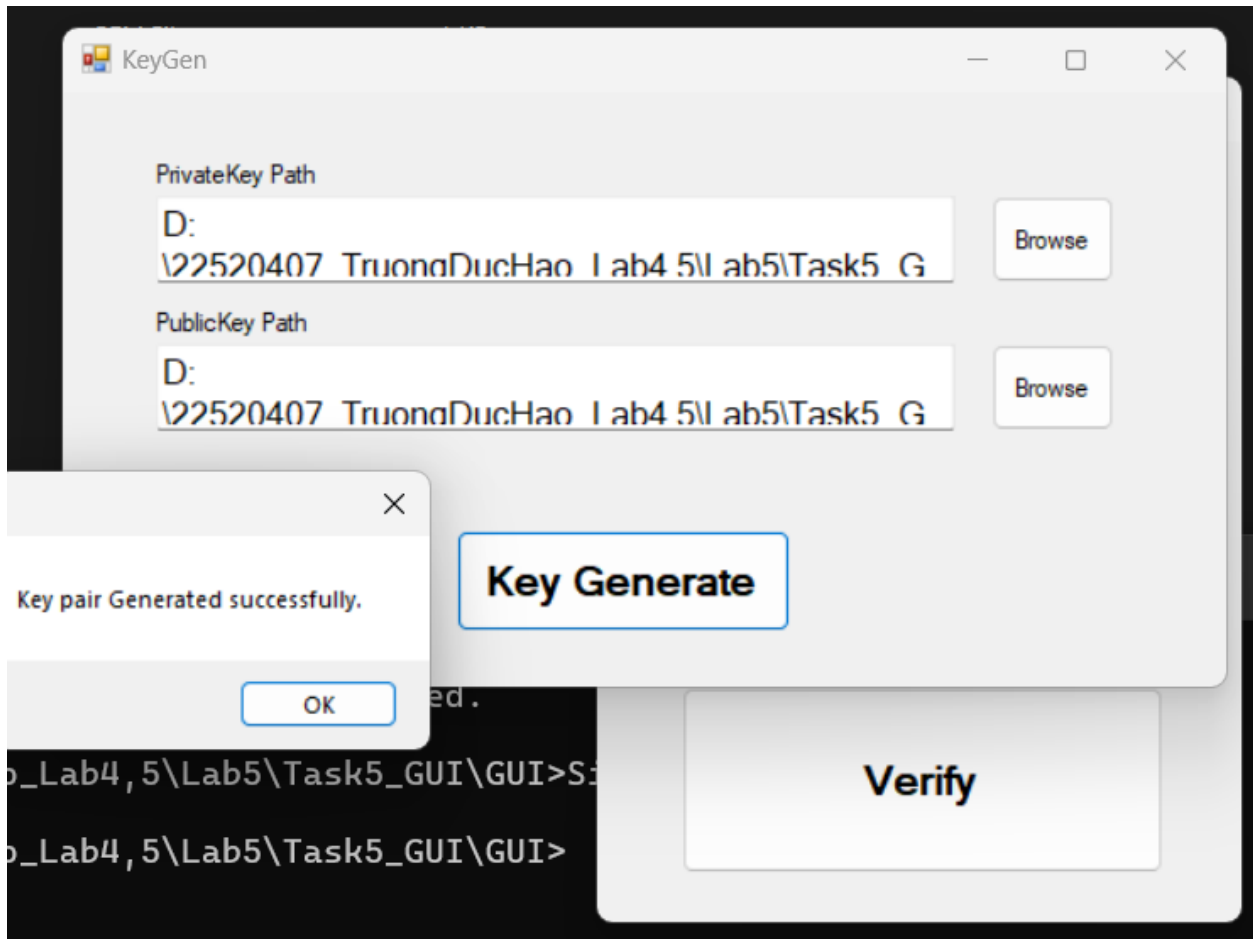 KeyGen
PrivateKey Path
D:
\22520407_TruongDucHao_Lab4,5\Lab5\Task5_G
Browse
PublicKey Path
D:
\22520407_TruongDucHao_Lab4,5\Lab5\Task5_G
Browse
Key Generate
Key pair Generated successfully.
OK
ed.
o_Lab4,5\Lab5\Task5_GUI\GUI>Si
o_Lab4,5\Lab5\Task5_GUI\GUI>
Verify